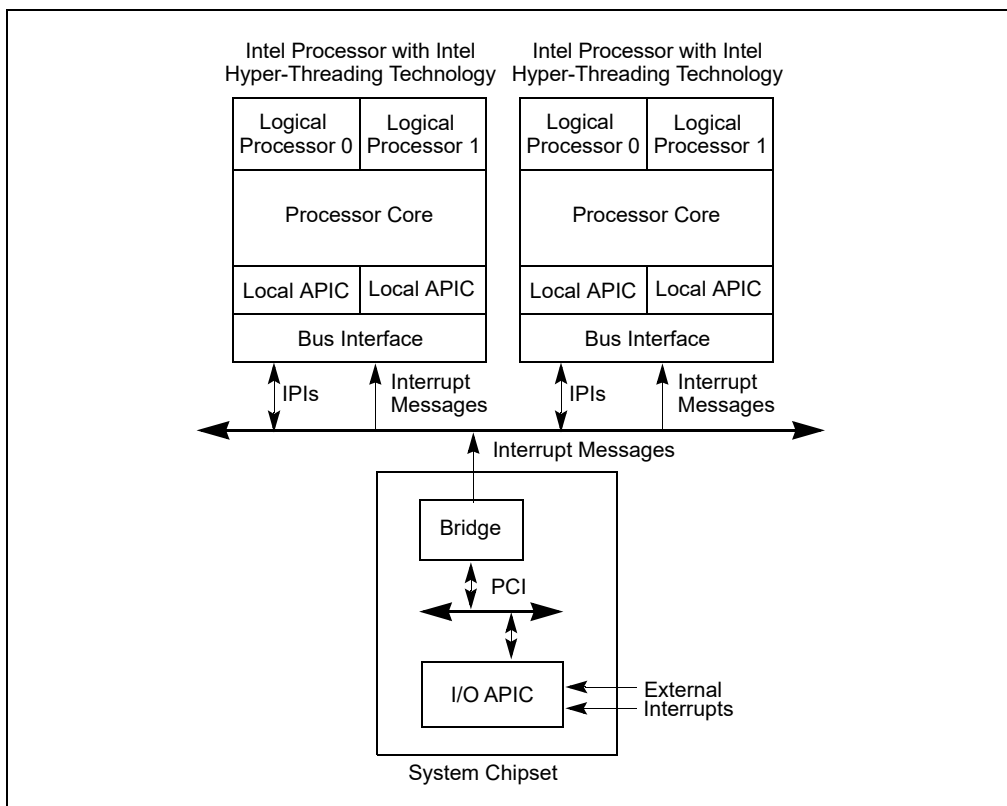 Intel Processor with Intel
Hyper-Threading Technology
Intel Processor with Intel
Hyper-Threading Technology
Logical
Processor 0
Logical
Processor 1
Logical
Processor 0
Logical
Processor 1
Processor Core
Processor Core
Local APIC
Local APIC
Local APIC
Local APIC
Bus Interface
Bus Interface
IPIs
Interrupt
Messages
IPIs
Interrupt
Messages
Interrupt Messages
Bridge
PCI
I/O APIC
External
Interrupts
System Chipset